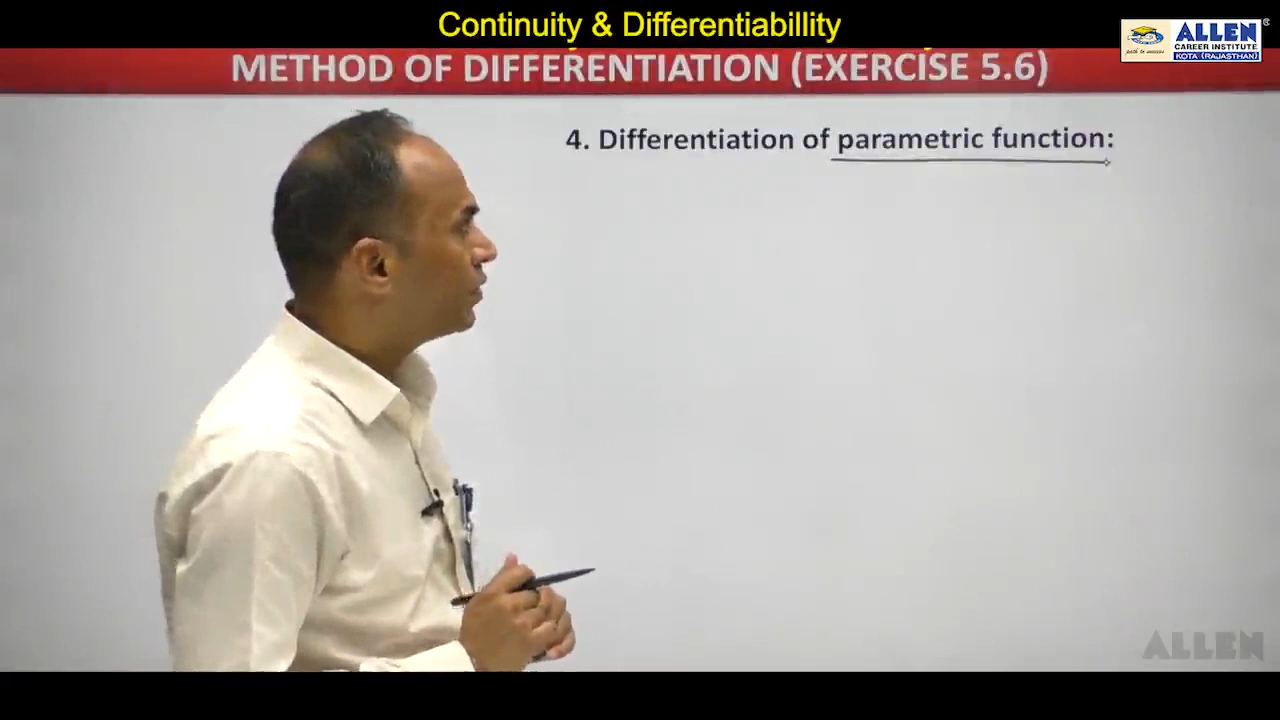 Continuity & Differentiabillity
ALLEN
CAREER INSTITUTE
KOTA (RAJASTHAN)
METHOD OF DIFFERENTIATION (EXERCISE 5.6)
4. Differentiation of parametric function:
ALLEN